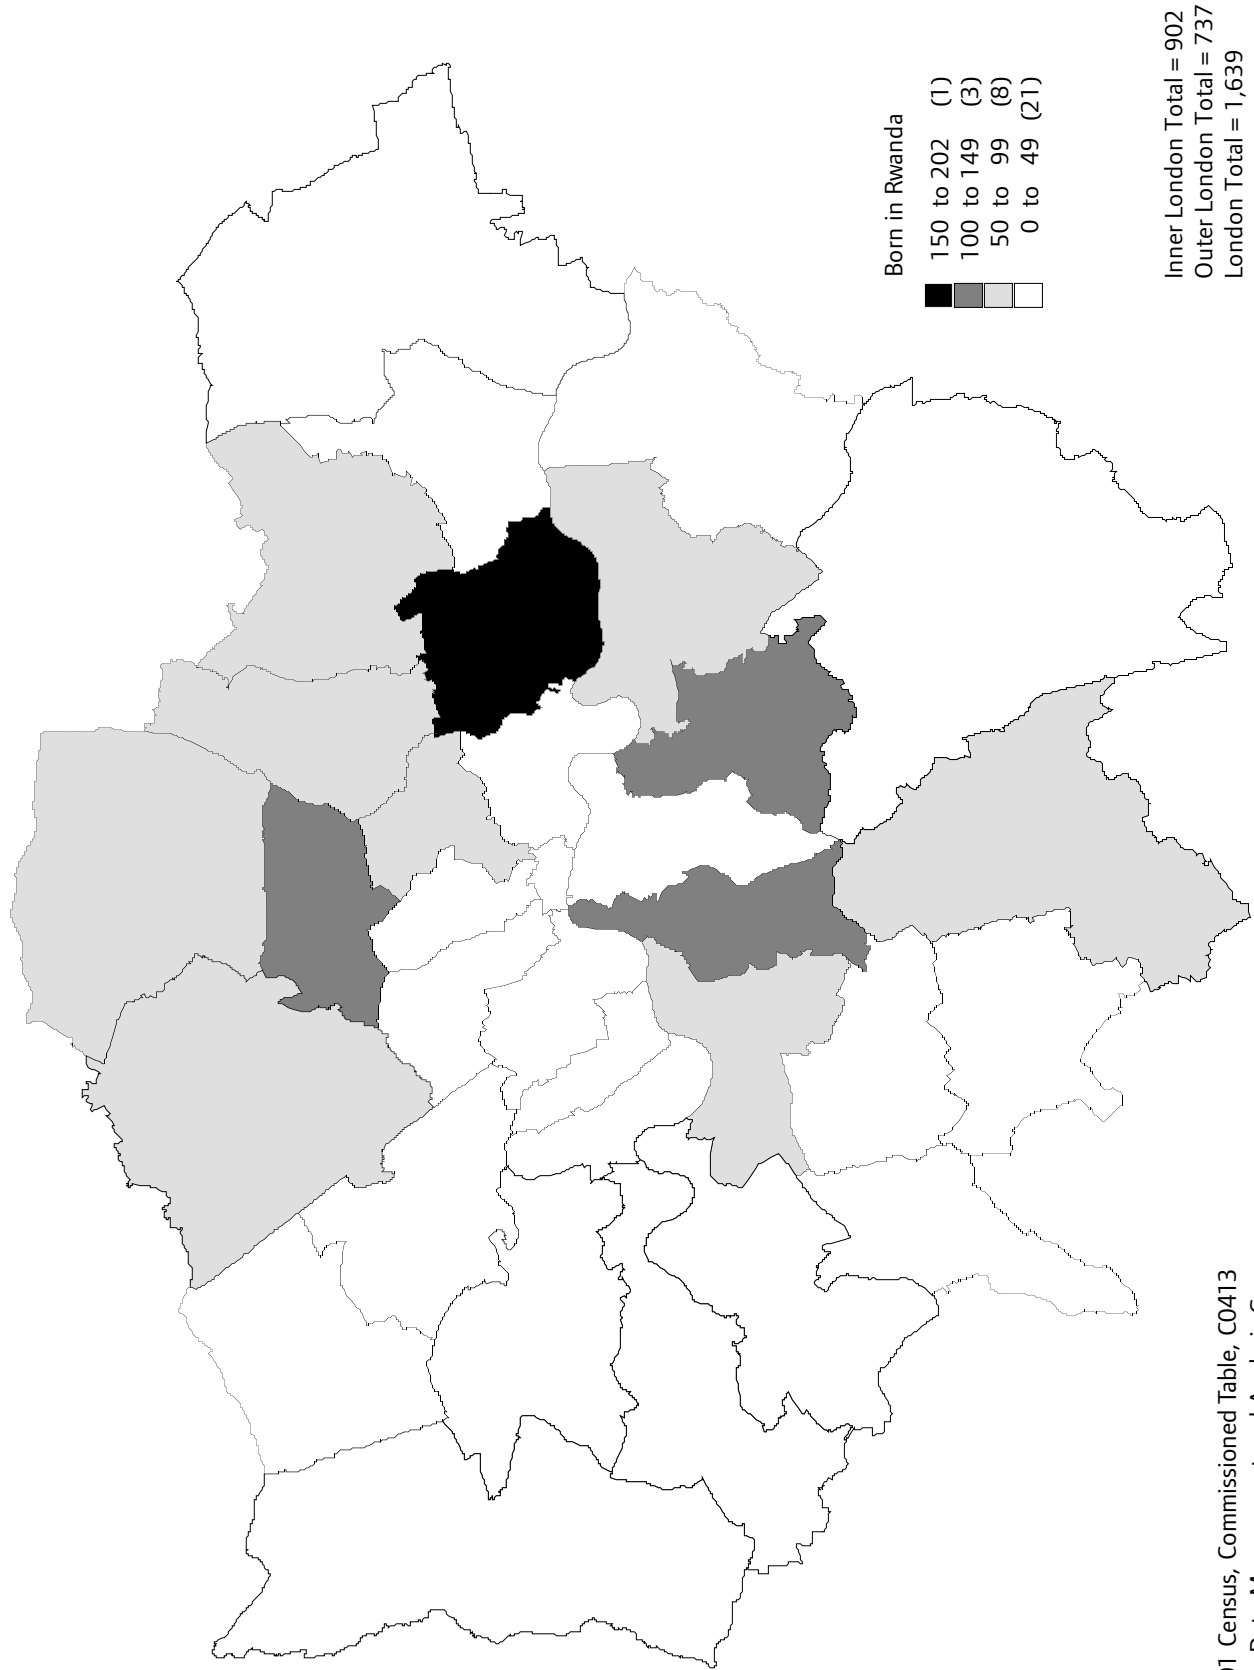 Born in Rwanda
150 to 202 (1)
100 to 149 (3)
50 to 99 (8)
0 to 49 (21)
Inner London Total = 902
Outer London Total = 737
London Total = 1,639
Census, Commissioned Table, C0413